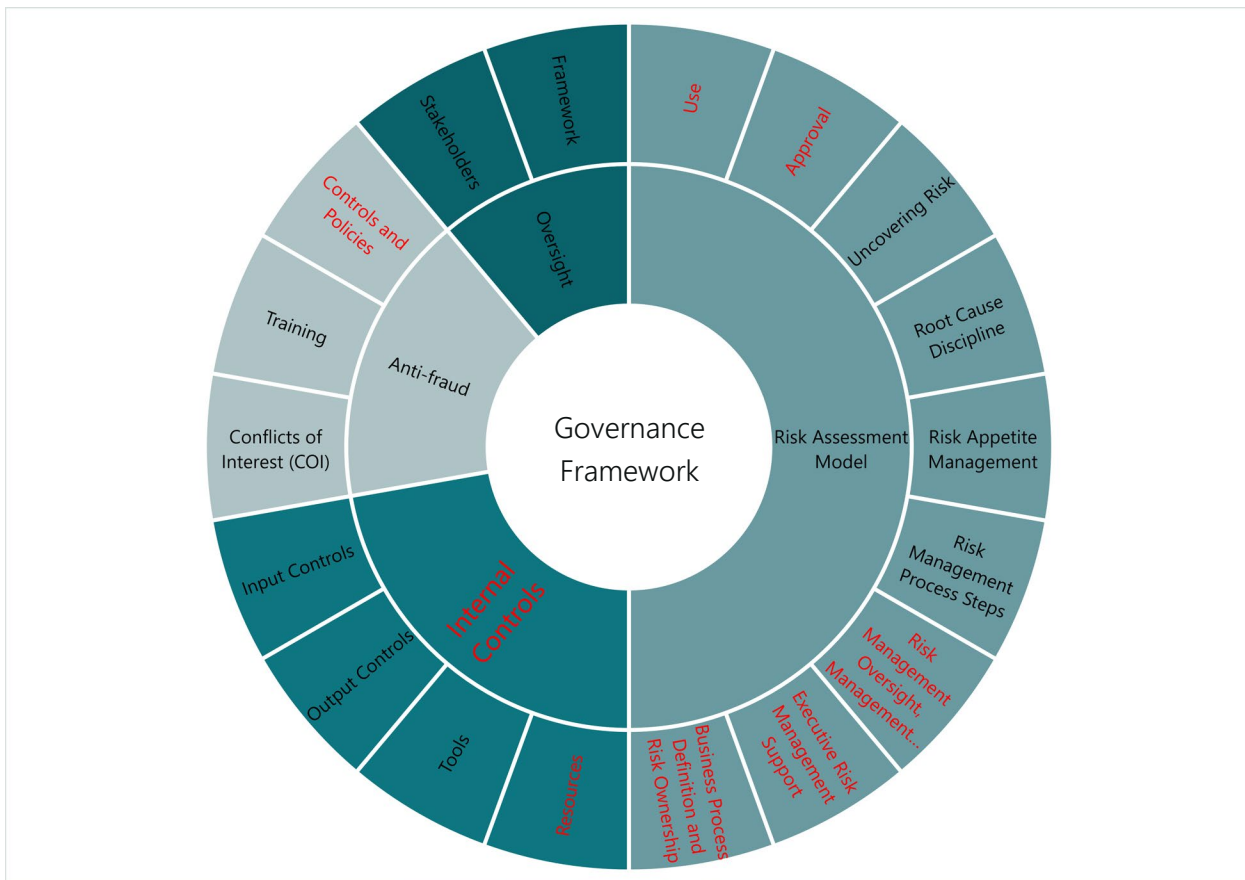 Governance
Framework
Risk Assessment
Model
Use
Approval
Uncovering Risk
Root Cause
Discipline
Risk Appetite
Management
Risk
Management
Process Steps
Risk
Management
Oversight,
Management...
Executive Risk
Management
Support
Business Process
Definition and
Risk Ownership
Internal
Controls
Resources
Tools
Output Controls
Input Controls
Anti-fraud
Conflicts of
Interest (COI)
Training
Controls and
Policies
Oversight
Stakeholders
Framework